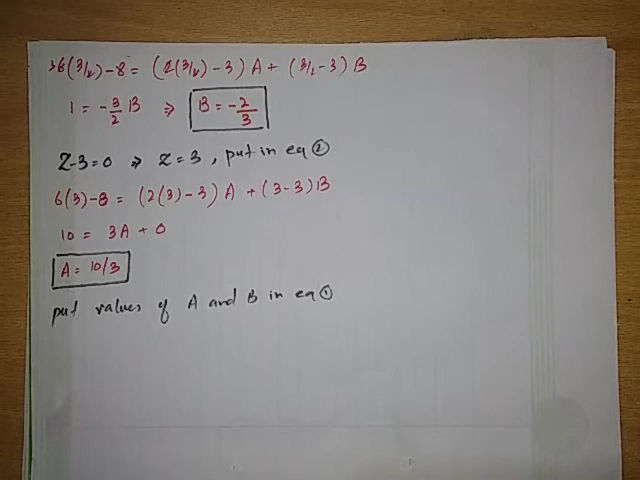 ⇒ 6(3/2) - 8 = (2(3/2) - 3) A + (3/2 - 3) B
1 = -3/2 B ⇒ B = -2/3
Z-3=0 ⇒ Z = 3, put in eq ②
6(3) - 8 = (2(3) - 3) A + (3-3) B
10 = 3A + 0
A = 10/3
put values of A and B in eq ①